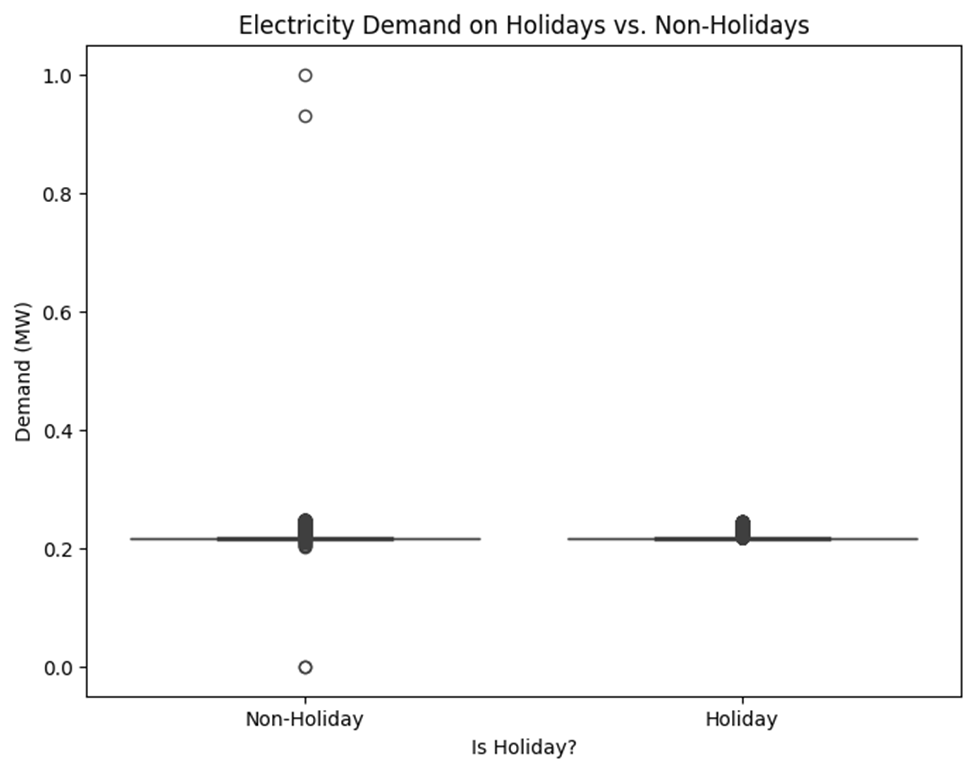 Electricity Demand on Holidays vs. Non-Holidays
1.0
0.8
0.6
0.4
0.2
0.0
Demand (MW)
Non-Holiday
Holiday
Is Holiday?